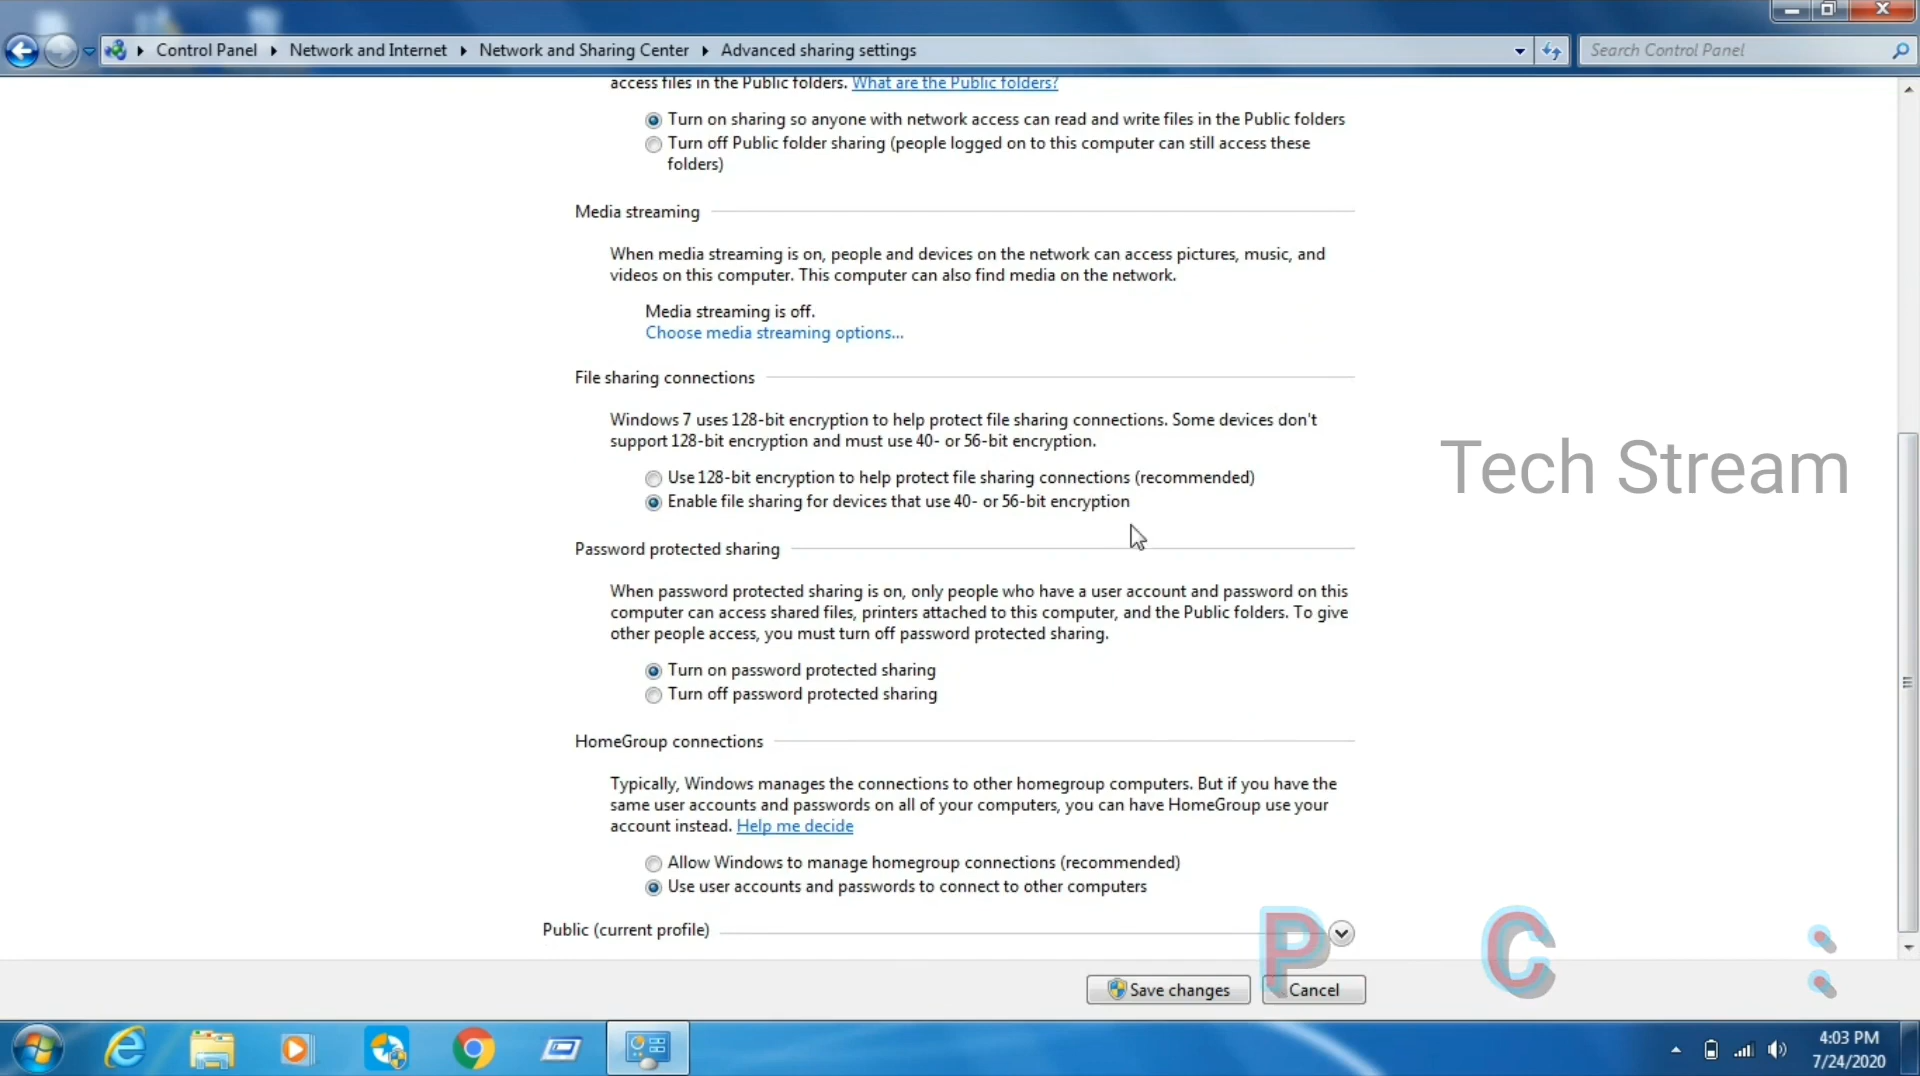 Control Panel ▸ Network and Internet ▸ Network and Sharing Center ▸ Advanced sharing settings
Search Control Panel
access files in the Public folders. What are the Public folders?
Turn on sharing so anyone with network access can read and write files in the Public folders
Turn off Public folder sharing (people logged on to this computer can still access these
folders)
Media streaming
When media streaming is on, people and devices on the network can access pictures, music, and
videos on this computer. This computer can also find media on the network.
Media streaming is off.
Choose media streaming options...
File sharing connections
Windows 7 uses 128-bit encryption to help protect file sharing connections. Some devices don't
support 128-bit encryption and must use 40- or 56-bit encryption.
Use 128-bit encryption to help protect file sharing connections (recommended)
Enable file sharing for devices that use 40- or 56-bit encryption
Tech Stream
Password protected sharing
When password protected sharing is on, only people who have a user account and password on this
computer can access shared files, printers attached to this computer, and the Public folders. To give
other people access, you must turn off password protected sharing.
Turn on password protected sharing
Turn off password protected sharing
HomeGroup connections
Typically, Windows manages the connections to other homegroup computers. But if you have the
same user accounts and passwords on all of your computers, you can have HomeGroup use your
account instead. Help me decide
Allow Windows to manage homegroup connections (recommended)
Use user accounts and passwords to connect to other computers
Public (current profile)
P C :
Save changes
Cancel
4:03 PM
7/24/2020